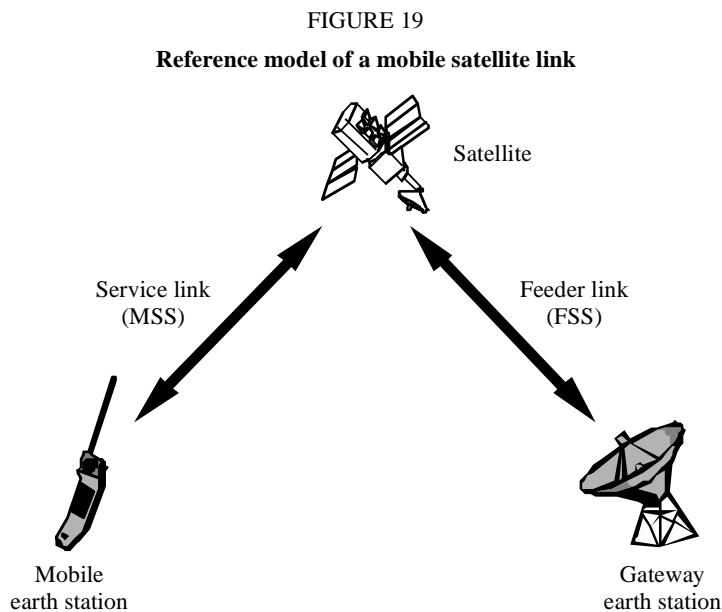 FIGURE 19
Reference model of a mobile satellite link
Satellite
Service link
(MSS)
Feeder link
(FSS)
Mobile
earth station
Gateway
earth station